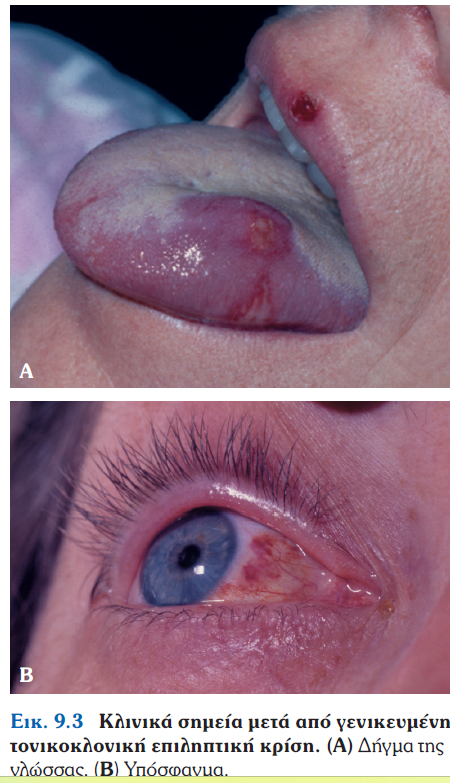 A
B
Εικ. 9.3 Κλινικά σημεία μετά από γενικευμένη
τονικοκλονική επιληπτική κρίση. (Α) Δήγμα της
γλώσσας. (Β) Υπόσφαγμα.